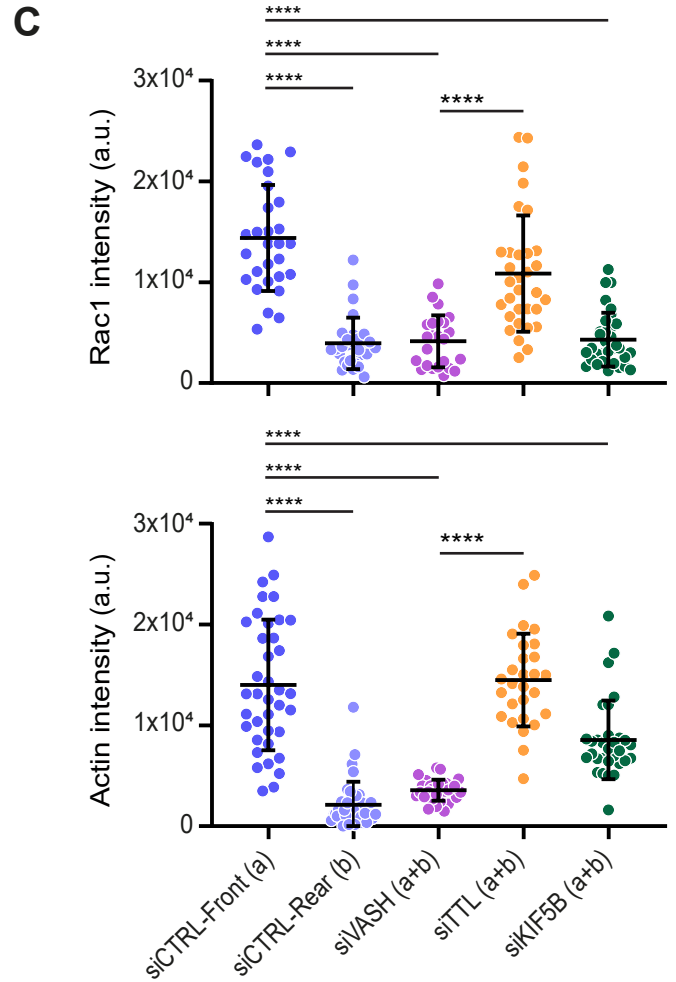 C
****
****
****
****
Rac1 intensity (a.u.)
3x10⁴
2x10⁴
1x10⁴
0
****
****
****
****
Actin intensity (a.u.)
3x10⁴
2x10⁴
1x10⁴
0
siCTRL-Front (a)
siCTRL-Rear (b)
siVASH (a+b)
siTTL (a+b)
siKIF5B (a+b)